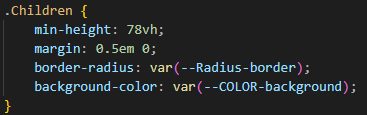 .Children {
    min-height: 78vh;
    margin: 0.5em 0;
    border-radius: var(--Radius-border);
    background-color: var(--COLOR-background);
}